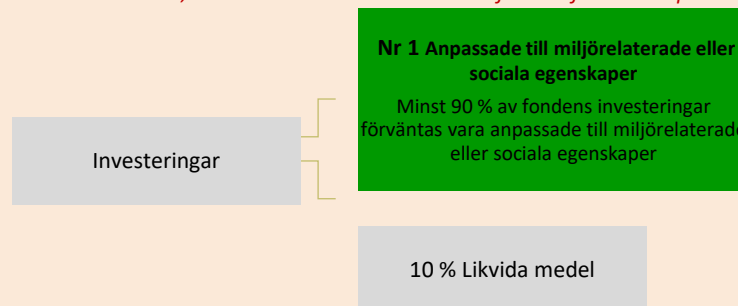 Nr 1 Anpassade till miljörelaterade eller
sociala egenskaper
Minst 90 % av fondens investeringar
förväntas vara anpassade till miljörelaterade
eller sociala egenskaper
Investeringar
10 % Likvida medel